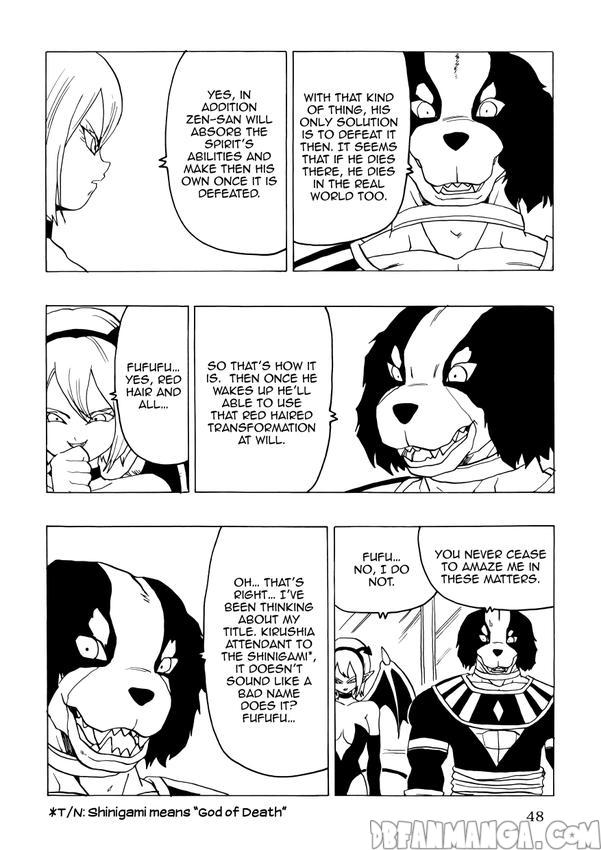 WITH THAT KIND
OF THING, HIS
ONLY SOLUTION
IS TO DEFEAT IT
THEN. IT SEEMS
THAT IF HE DIES
THERE, HE DIES
IN THE REAL
WORLD TOO.
YES, IN
ADDITION
ZEN-SAN WILL
ABSORB THE
SPIRIT'S
ABILITIES AND
MAKE THEN HIS
OWN ONCE IT IS
DEFEATED.
SO THAT'S HOW IT
IS. THEN ONCE HE
WAKES UP HE'LL
ABLE TO USE
THAT RED HAIRED
TRANSFORMATION
AT WILL.
FUFUFU...
YES, RED
HAIR AND
ALL...
YOU NEVER CEASE
TO AMAZE ME IN
THESE MATTERS.
FUFU...
NO, I DO
NOT.
OH... THAT'S
RIGHT... I'VE
BEEN THINKING
ABOUT MY
TITLE. KIRUSHIA
ATTENDANT TO
THE SHINIGAMI*,
IT DOESN'T
SOUND LIKE A
BAD NAME
DOES IT?
FUFUFU...
*T/N: Shinigami means "God of Death"
48
DBFANMANGA.COM